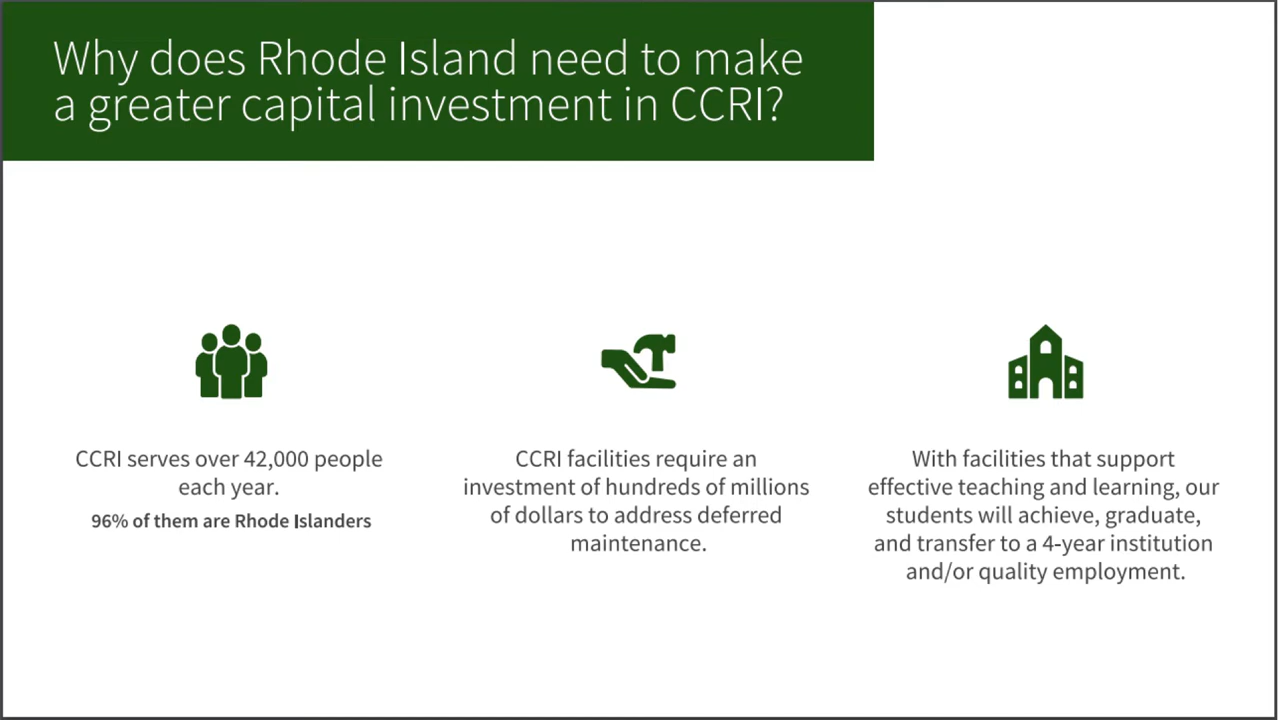 Why does Rhode Island need to make
a greater capital investment in CCRI?
CCRI serves over 42,000 people
each year.
96% of them are Rhode Islanders
CCRI facilities require an
investment of hundreds of millions
of dollars to address deferred
maintenance.
With facilities that support
effective teaching and learning, our
students will achieve, graduate,
and transfer to a 4-year institution
and/or quality employment.